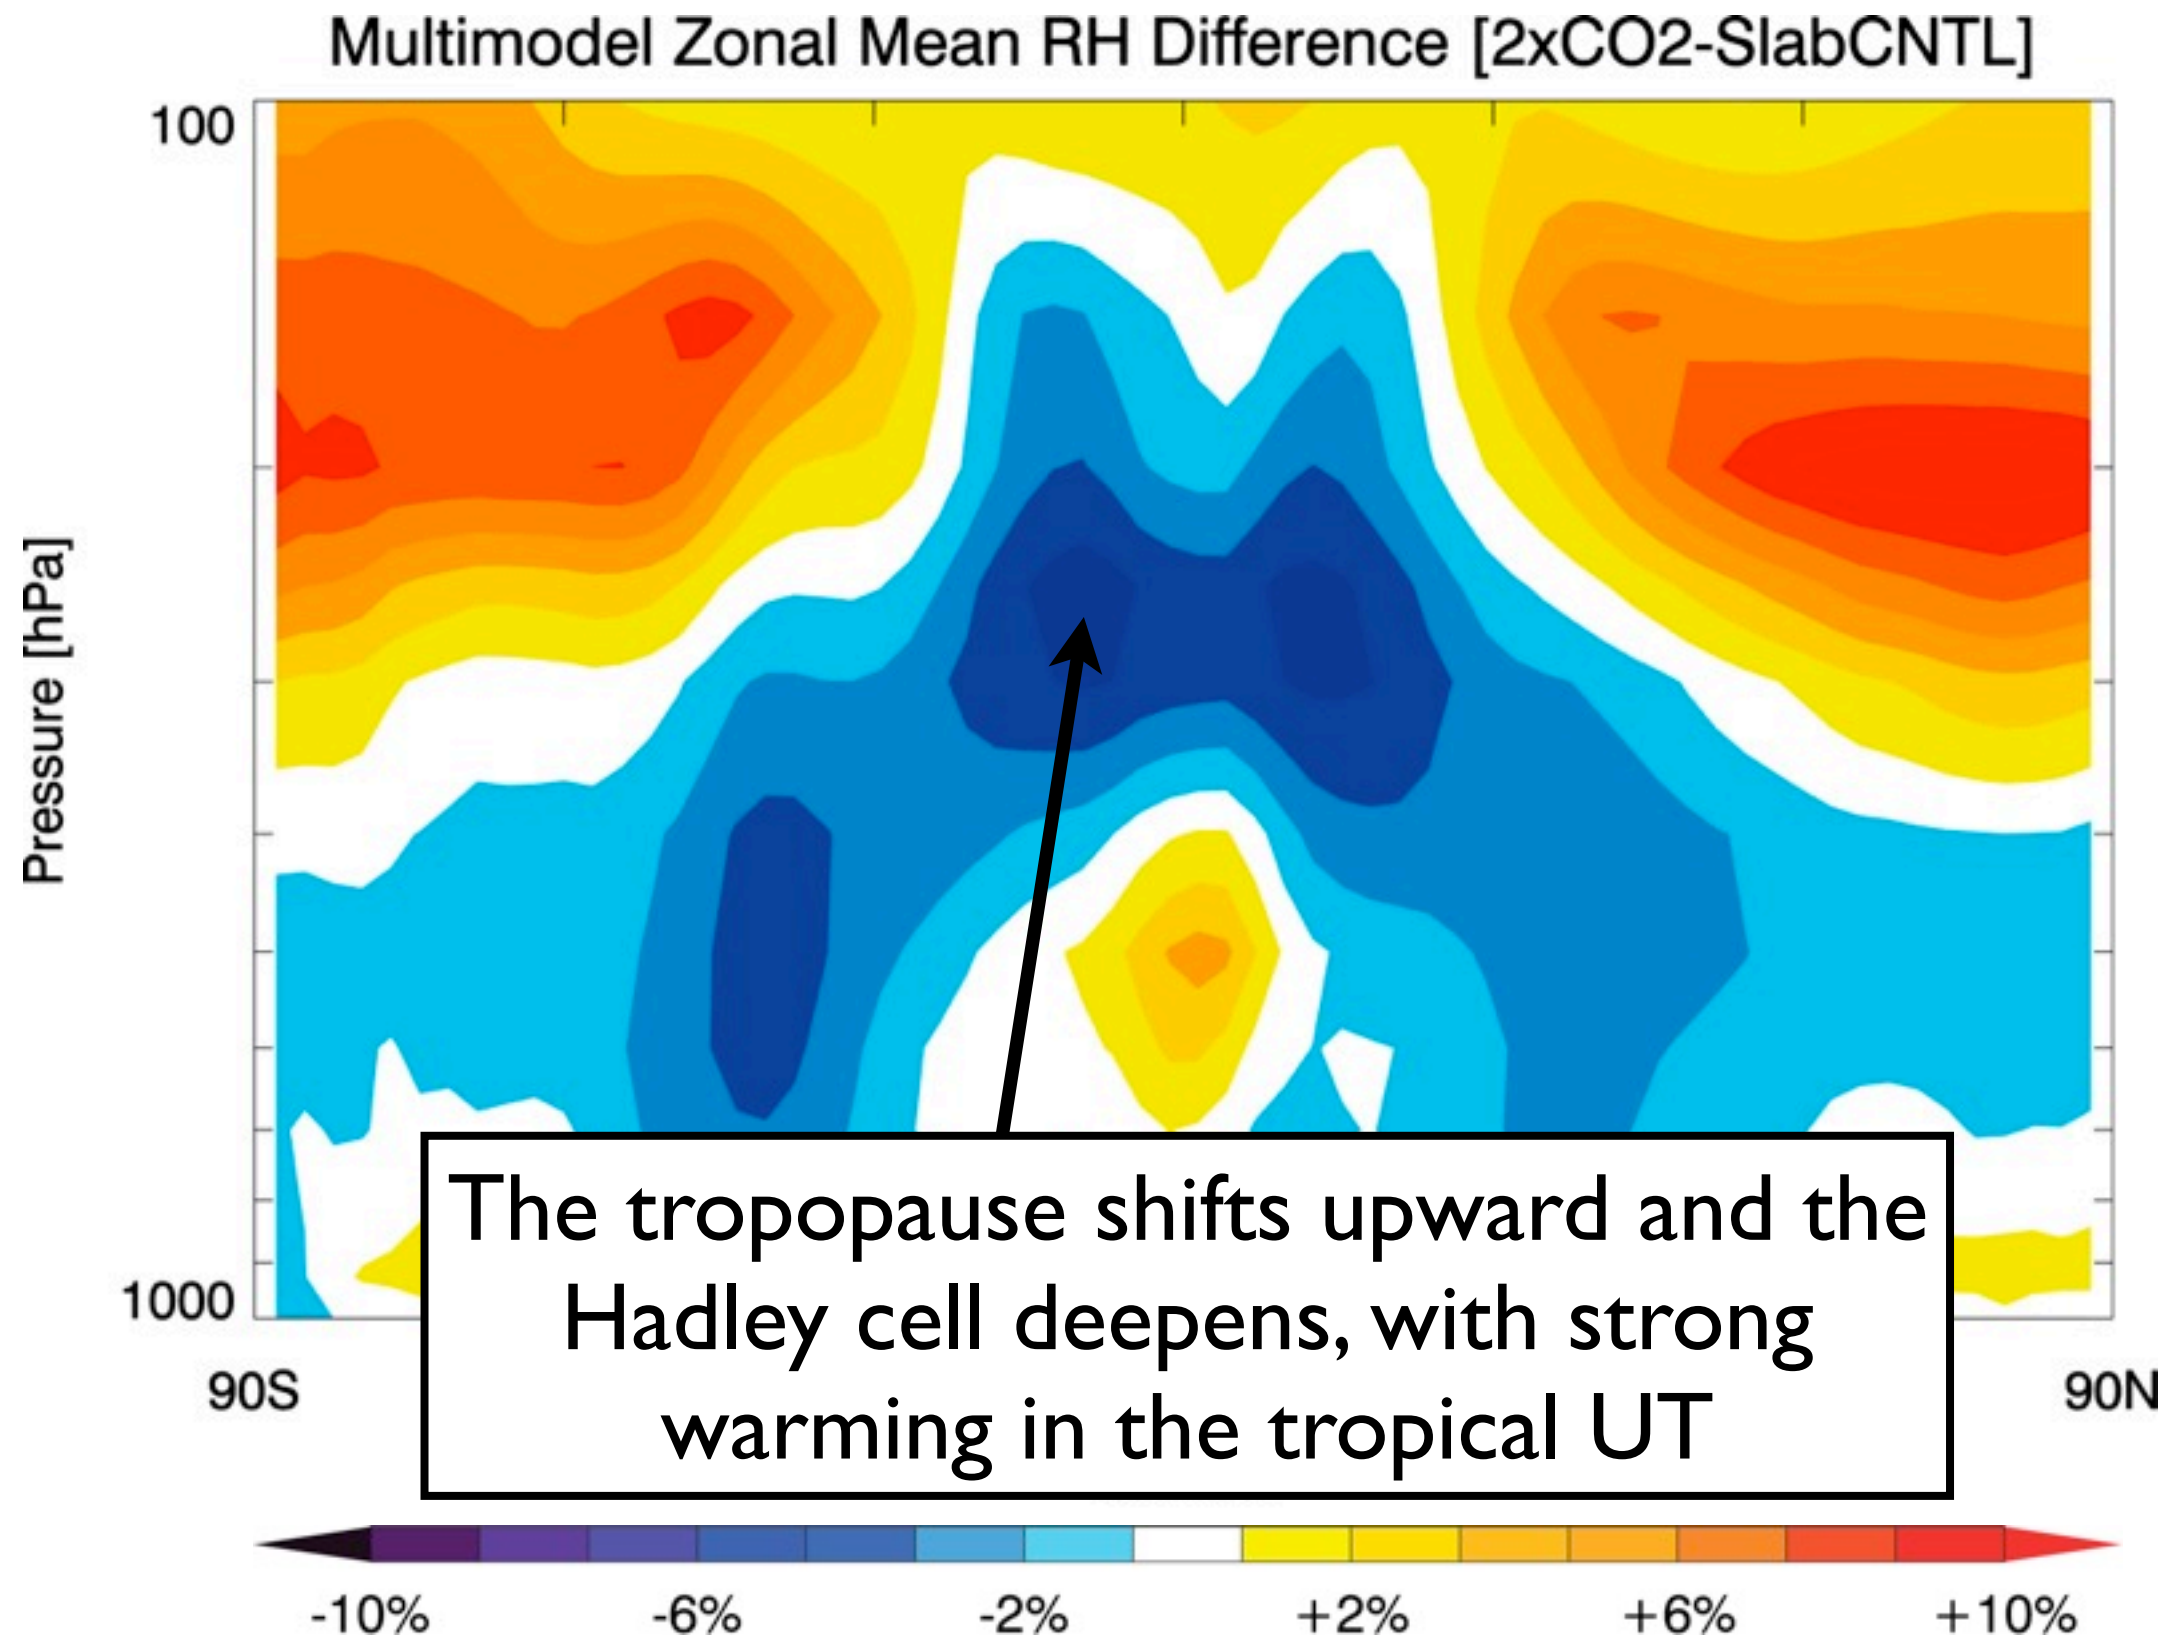 Multimodel Zonal Mean RH Difference [2xCO2-SlabCNTL]
100
Pressure [hPa]
1000
90S
90N
The tropopause shifts upward and the
Hadley cell deepens, with strong
warming in the tropical UT
-10% -6% -2% +2% +6% +10%